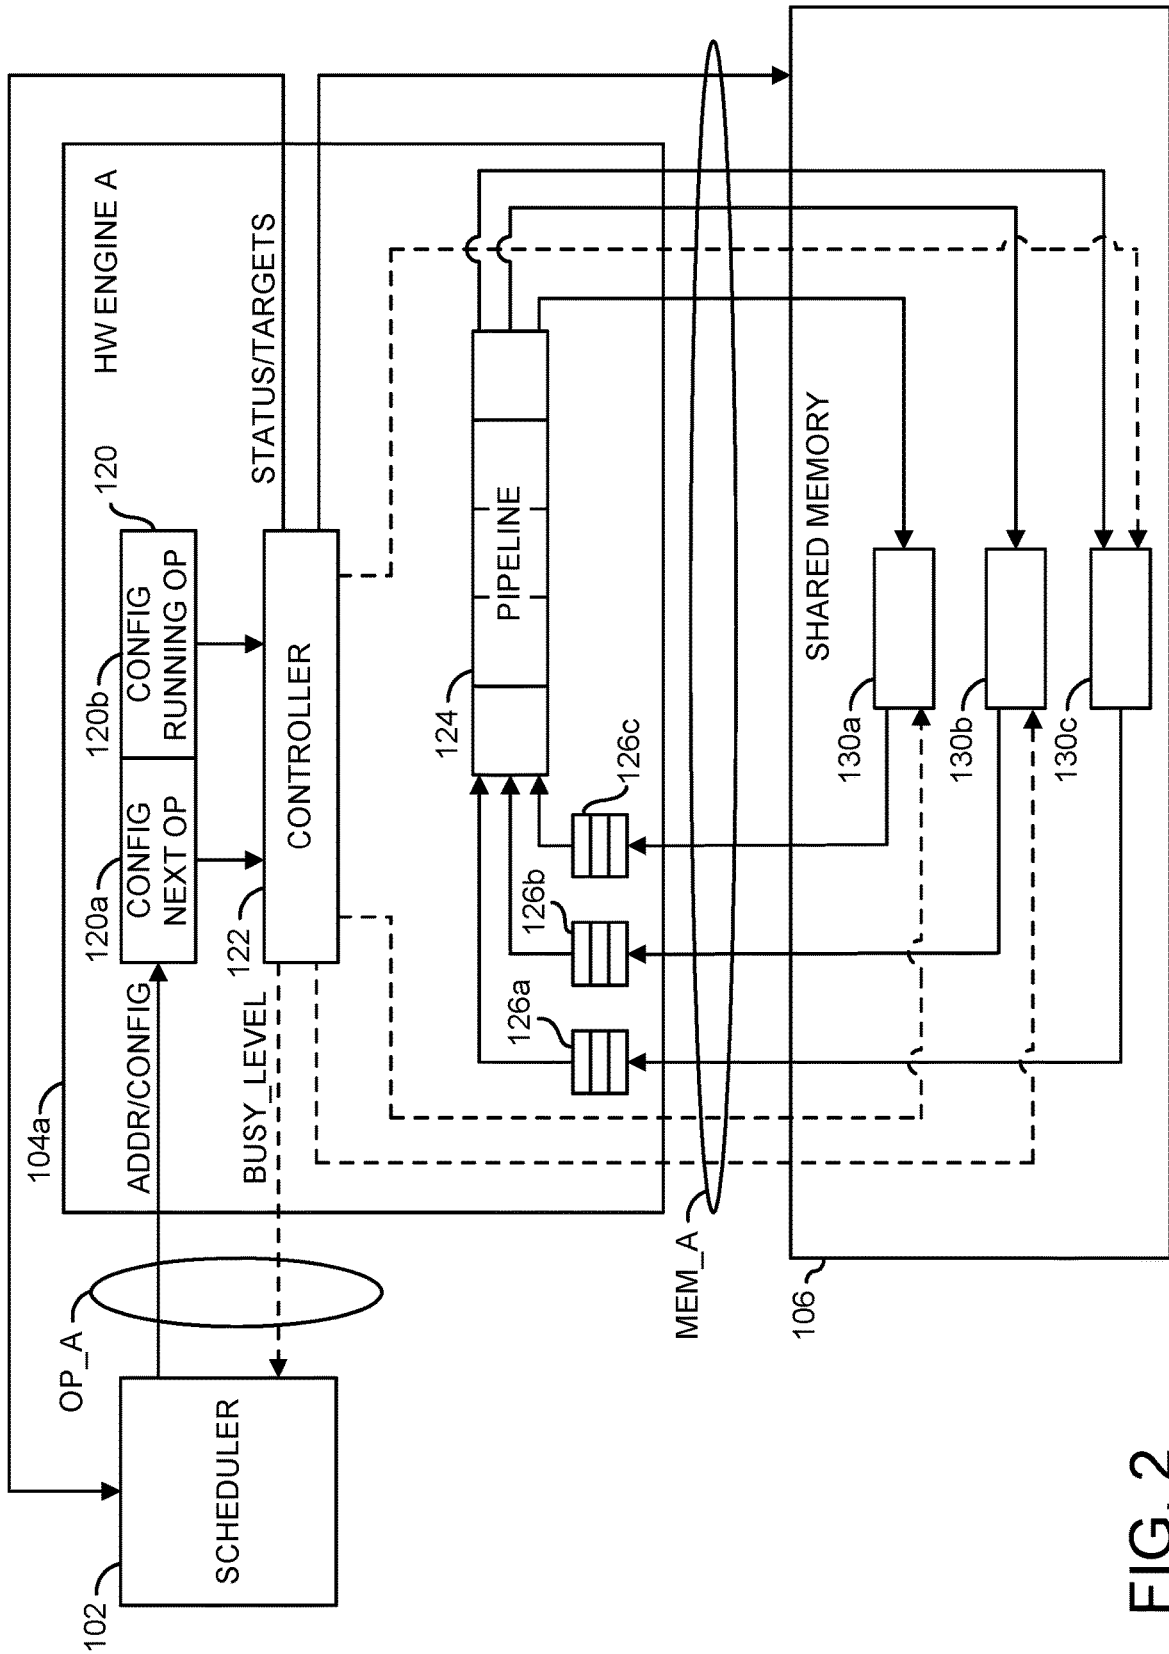 102
SCHEDULER
OP_A
104a
HW ENGINE A
ADDR/CONFIG
120a
CONFIG
NEXT OP
120b
CONFIG
RUNNING OP
120
BUSY_LEVEL
122
CONTROLLER
STATUS/TARGETS
124
PIPELINE
126a
126b
126c
MEM_A
106
SHARED MEMORY
130a
130b
130c
FIG. 2